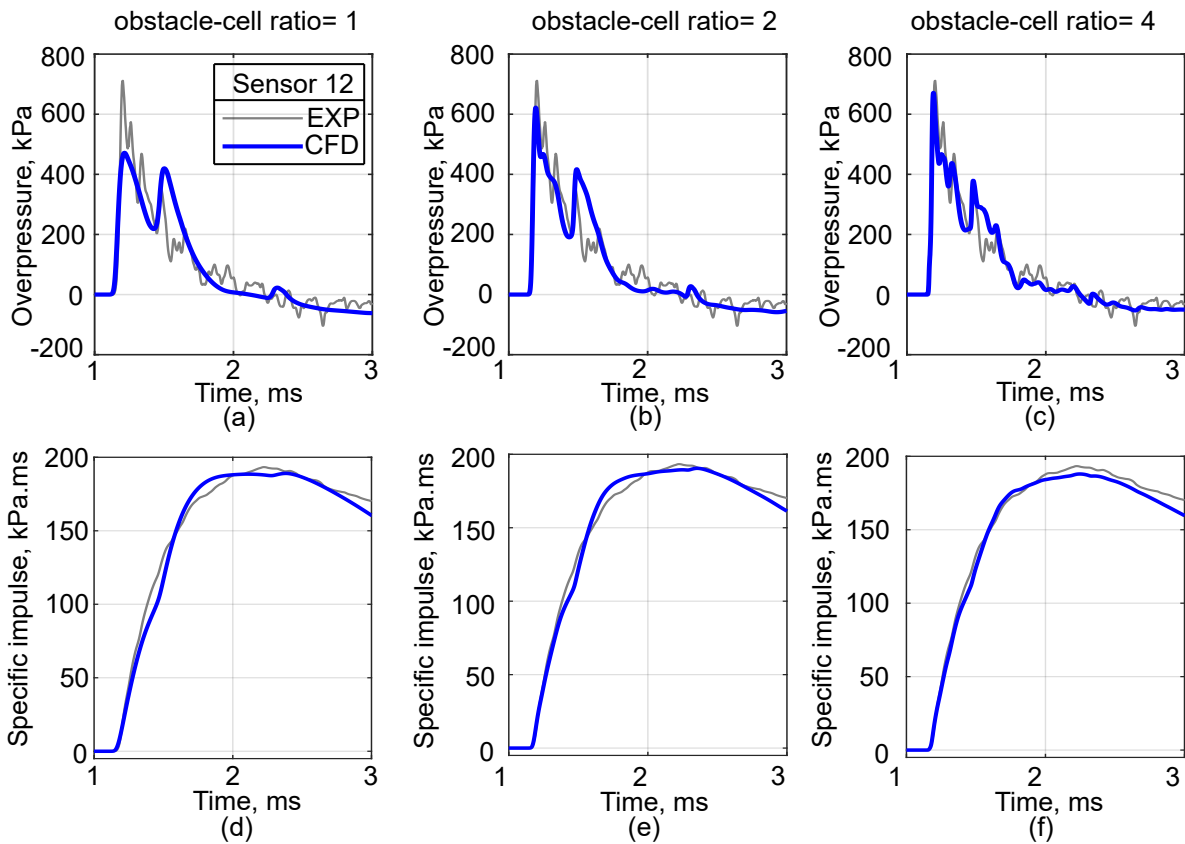 obstacle-cell ratio= 1
obstacle-cell ratio= 2
obstacle-cell ratio= 4
Overpressure, kPa
800
600
400
200
0
-200
Sensor 12
EXP
CFD
1
2
3
Time, ms
(a)
Overpressure, kPa
800
600
400
200
0
-200
1
2
3
Time, ms
(b)
Overpressure, kPa
800
600
400
200
0
-200
1
2
3
Time, ms
(c)
Specific impulse, kPa.ms
200
150
100
50
0
1
2
3
Time, ms
(d)
Specific impulse, kPa.ms
200
150
100
50
0
1
2
3
Time, ms
(e)
Specific impulse, kPa.ms
200
150
100
50
0
1
2
3
Time, ms
(f)